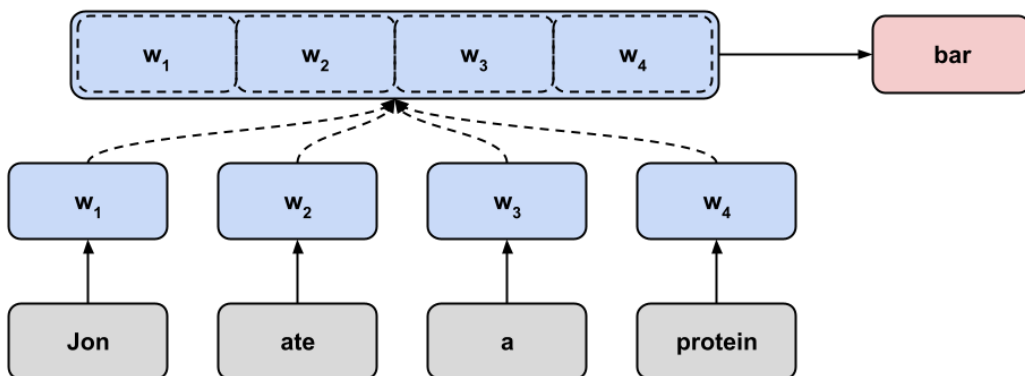 w₁ w₂ w₃ w₄ bar
w₁ w₂ w₃ w₄
Jon ate a protein